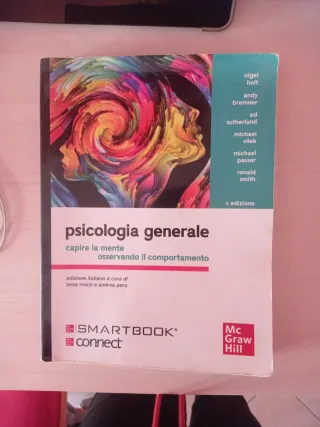 nigel
holt
andy
bremner
ed
sutherland
michael
vliek
michael
passer
ronald
smith
II edizione
psicologia generale
capire la mente
osservando il comportamento
edizione italiana a cura di
tessa marzi e andrea peru
SMARTBOOK®
connect®
Mc
Graw
Hill